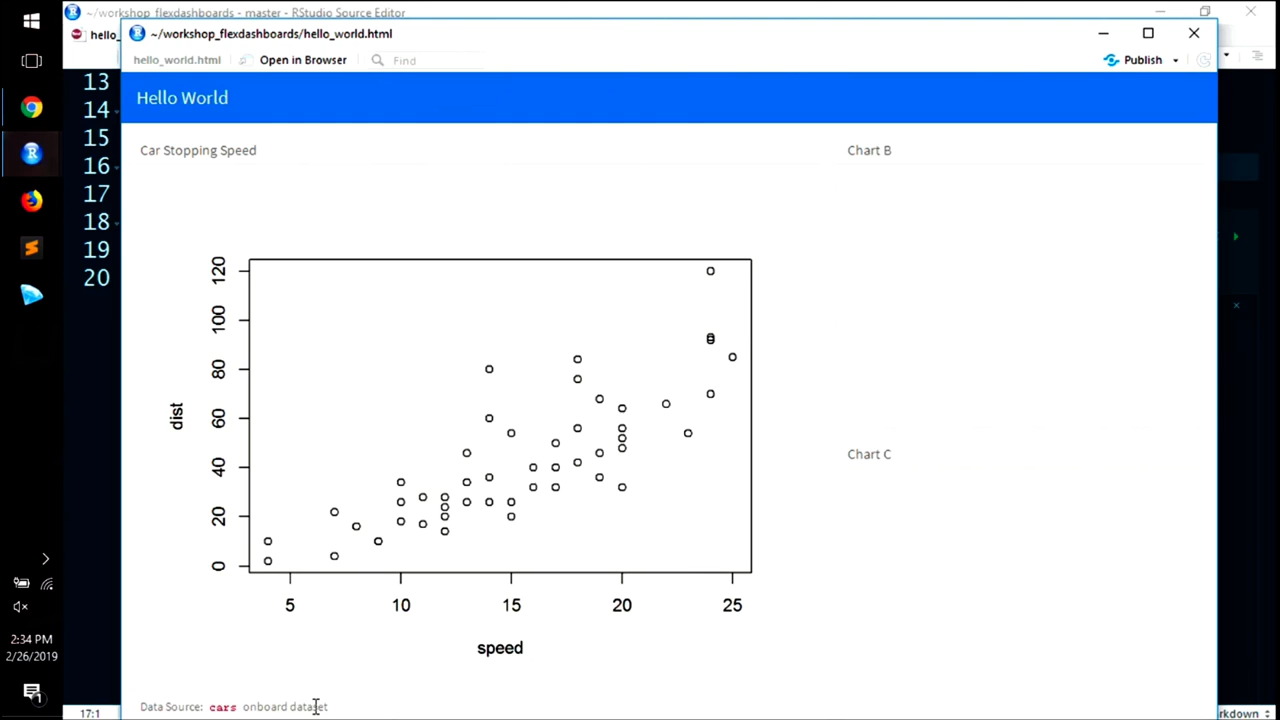 ~/workshop_flexdashboards - master - RStudio Source Editor
hello_
~/workshop_flexdashboards/hello_world.html
hello_world.html Open in Browser Find Publish
Hello World
Car Stopping Speed
Chart B
13
14
15
16
17
18
19
20
120
100
80
60
40
20
0
dist
5 10 15 20 25
speed
Chart C
Data Source: cars onboard dataset
2:34 PM
2/26/2019
1
17:1
rkdown